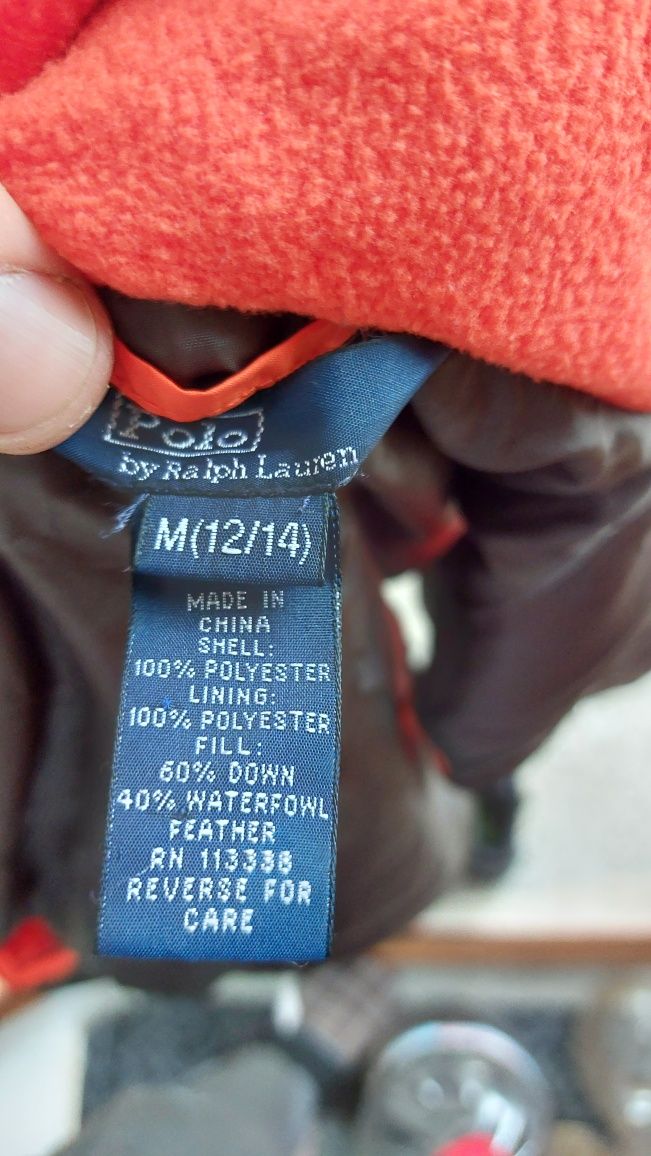 Polo
by Ralph Lauren
M(12/14)
MADE IN
CHINA
SHELL:
100% POLYESTER
LINING:
100% POLYESTER
FILL:
60% DOWN
40% WATERFOWL
FEATHER
RN 113338
REVERSE FOR
CARE